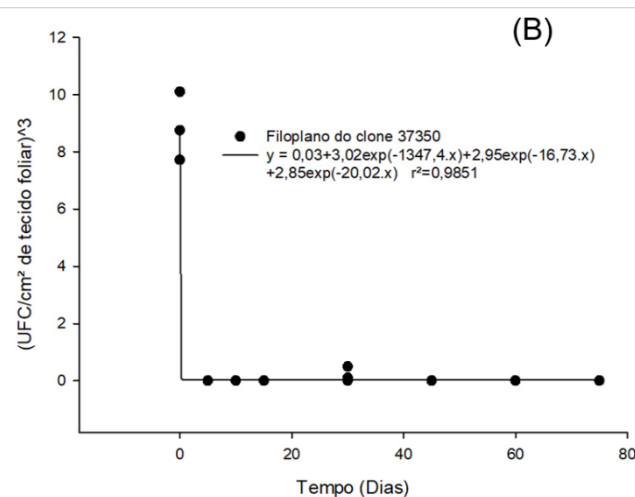 (B)
12
10
8
6
4
2
0
(UFC/cm² de tecido foliar)^3
Filoplano do clone 37350
y = 0,03+3,02exp(-1347,4.x)+2,95exp(-16,73.x)
+2,85exp(-20,02.x) r²=0,9851
0 20 40 60 80
Tempo (Dias)